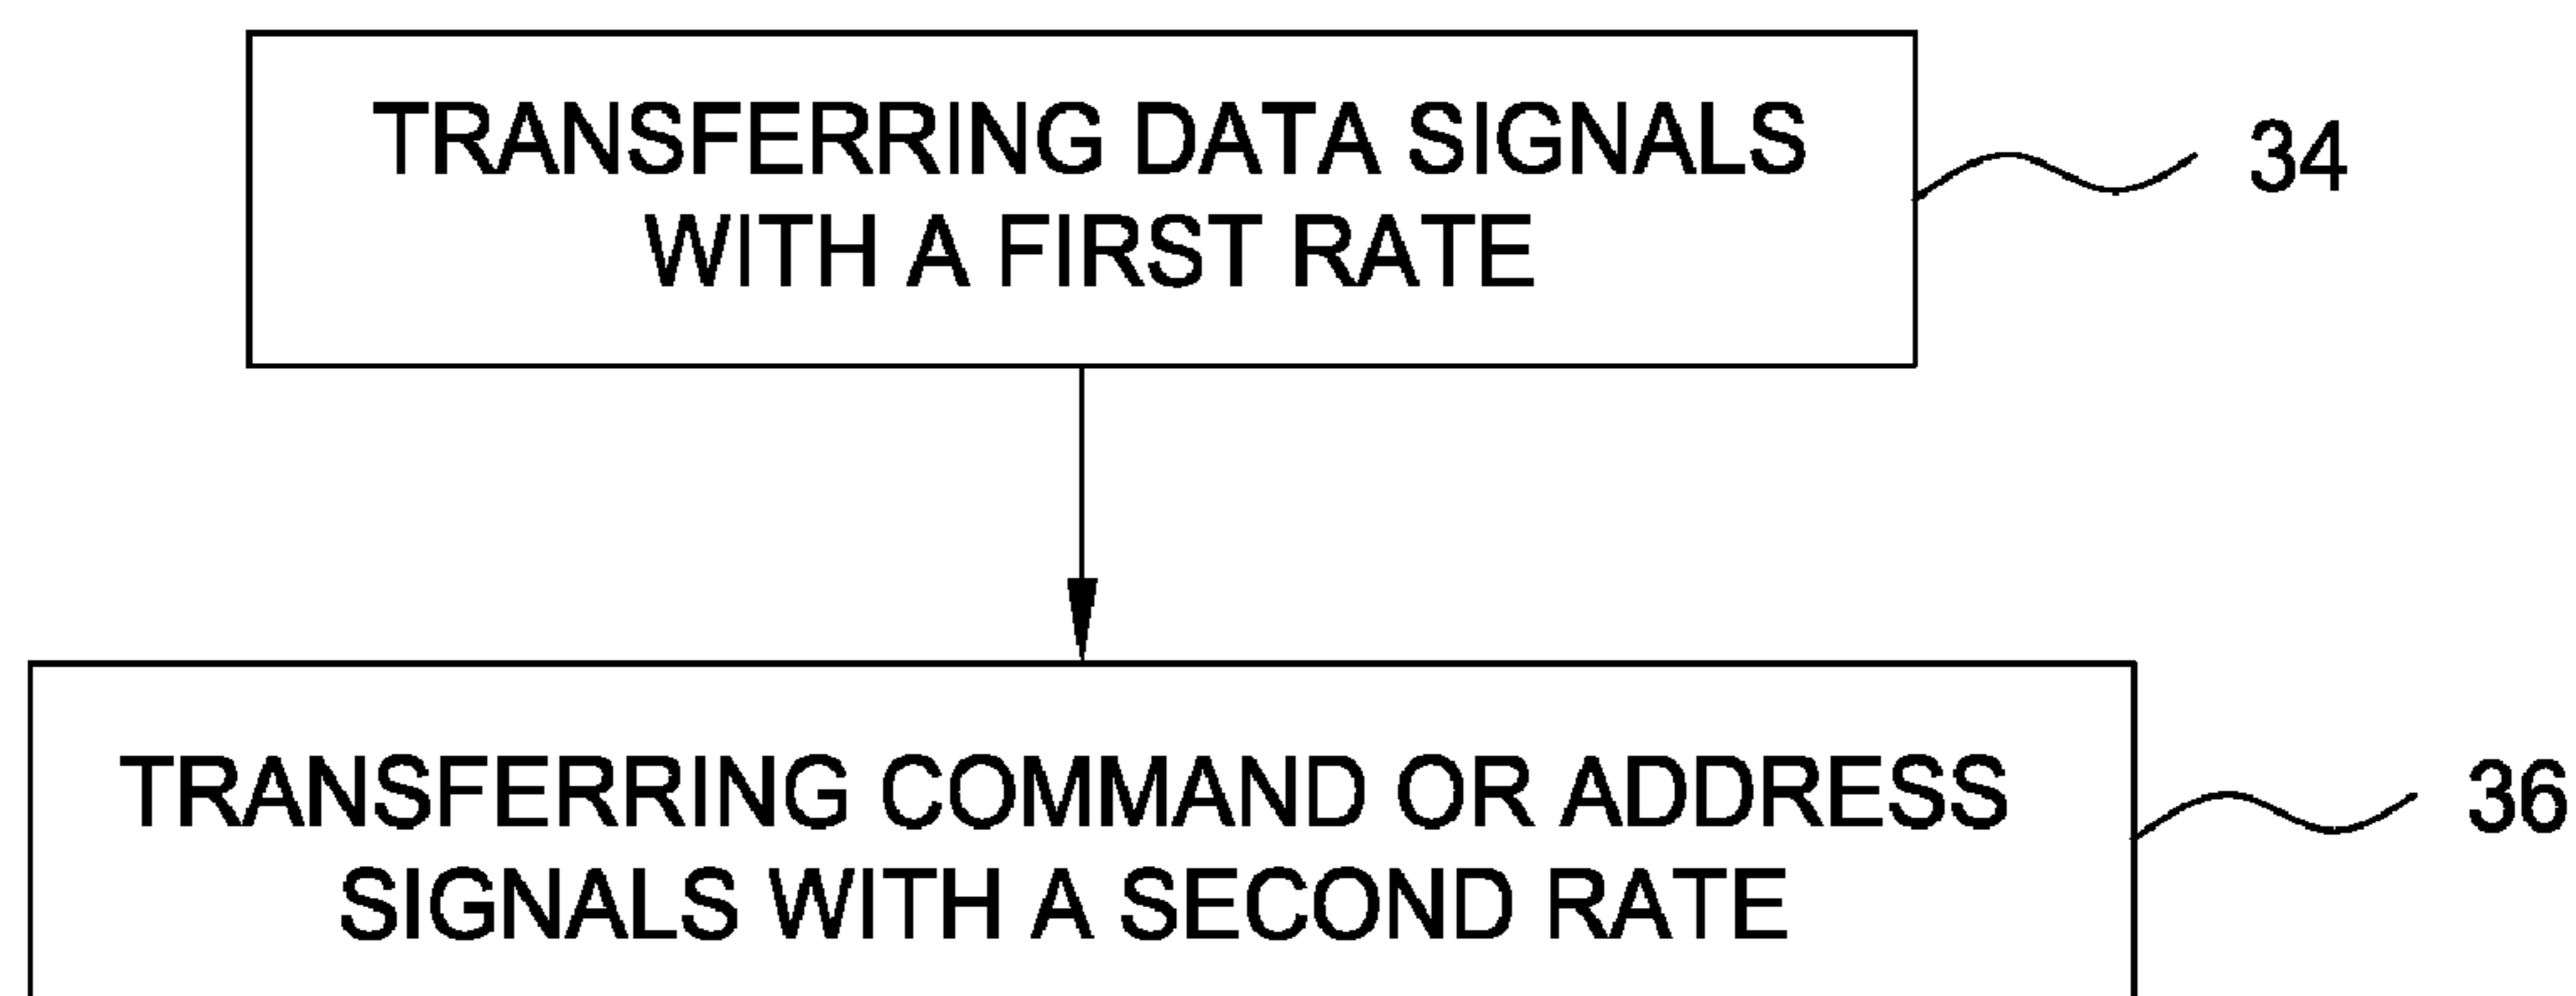 TRANSFERRING DATA SIGNALS
WITH A FIRST RATE
34
TRANSFERRING COMMAND OR ADDRESS
SIGNALS WITH A SECOND RATE
36